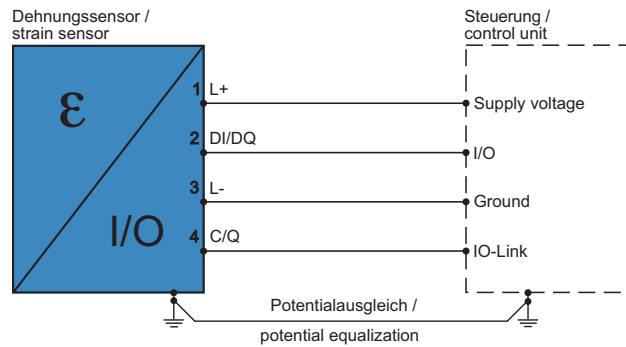 Dehnungssensor /
strain sensor
Steuerung /
control unit
ε
1 L+
Supply voltage
2 DI/DQ
I/O
3 L-
Ground
I/O
4 C/Q
IO-Link
Potentialausgleich /
potential equalization